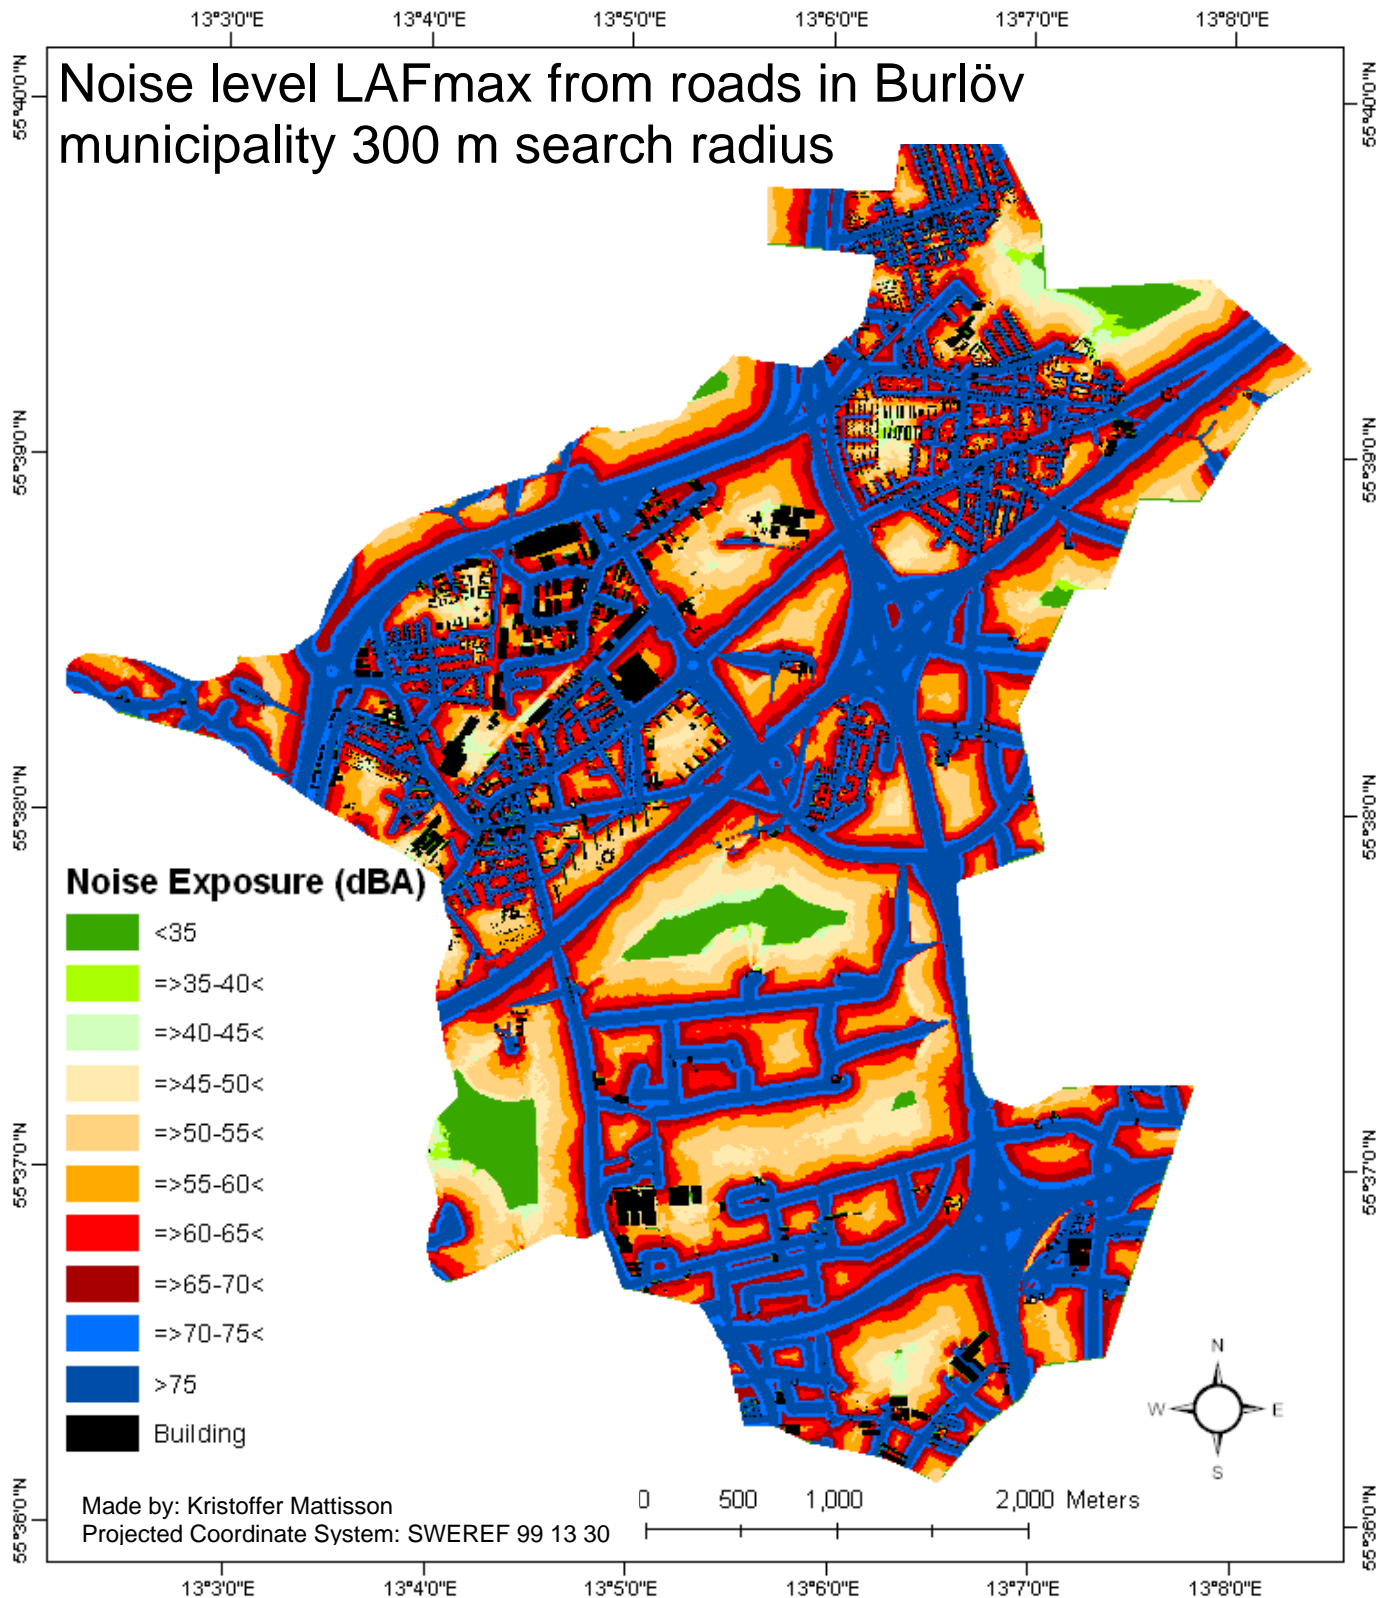 13°3'0"E 13°4'0"E 13°5'0"E 13°6'0"E 13°7'0"E 13°8'0"E
Noise level LAFmax from roads in Burlöv
municipality 300 m search radius
55°40'0"N 55°40'0"N
55°39'0"N 55°39'0"N
55°38'0"N 55°38'0"N
Noise Exposure (dBA)
<35
=>35-40<
=>40-45<
=>45-50<
=>50-55<
=>55-60<
=>60-65<
=>65-70<
=>70-75<
>75
Building
55°37'0"N 55°37'0"N
N
W E
S
0 500 1,000 2,000 Meters
Made by: Kristoffer Mattisson
Projected Coordinate System: SWEREF 99 13 30
55°36'0"N 55°36'0"N
13°3'0"E 13°4'0"E 13°5'0"E 13°6'0"E 13°7'0"E 13°8'0"E